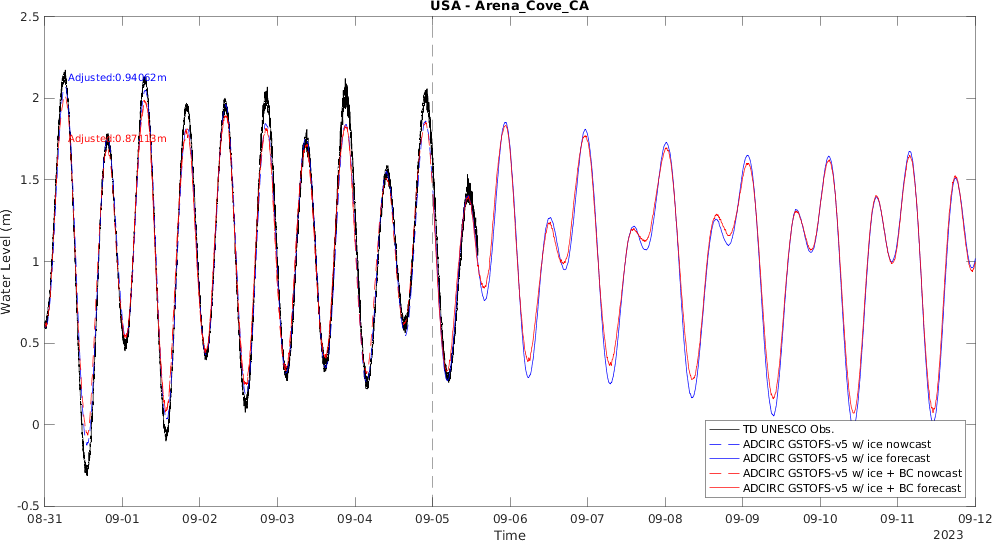 USA - Arena_Cove_CA
2.5
Adjusted:0.94062m
2
Adjusted:0.87113m
1.5
1
0.5
0
-0.5
Water Level (m)
TD UNESCO Obs.
ADCIRC GSTOFS-v5 w/ ice nowcast
ADCIRC GSTOFS-v5 w/ ice forecast
ADCIRC GSTOFS-v5 w/ ice + BC nowcast
ADCIRC GSTOFS-v5 w/ ice + BC forecast
08-31 09-01 09-02 09-03 09-04 09-05 09-06 09-07 09-08 09-09 09-10 09-11 09-12
Time
2023